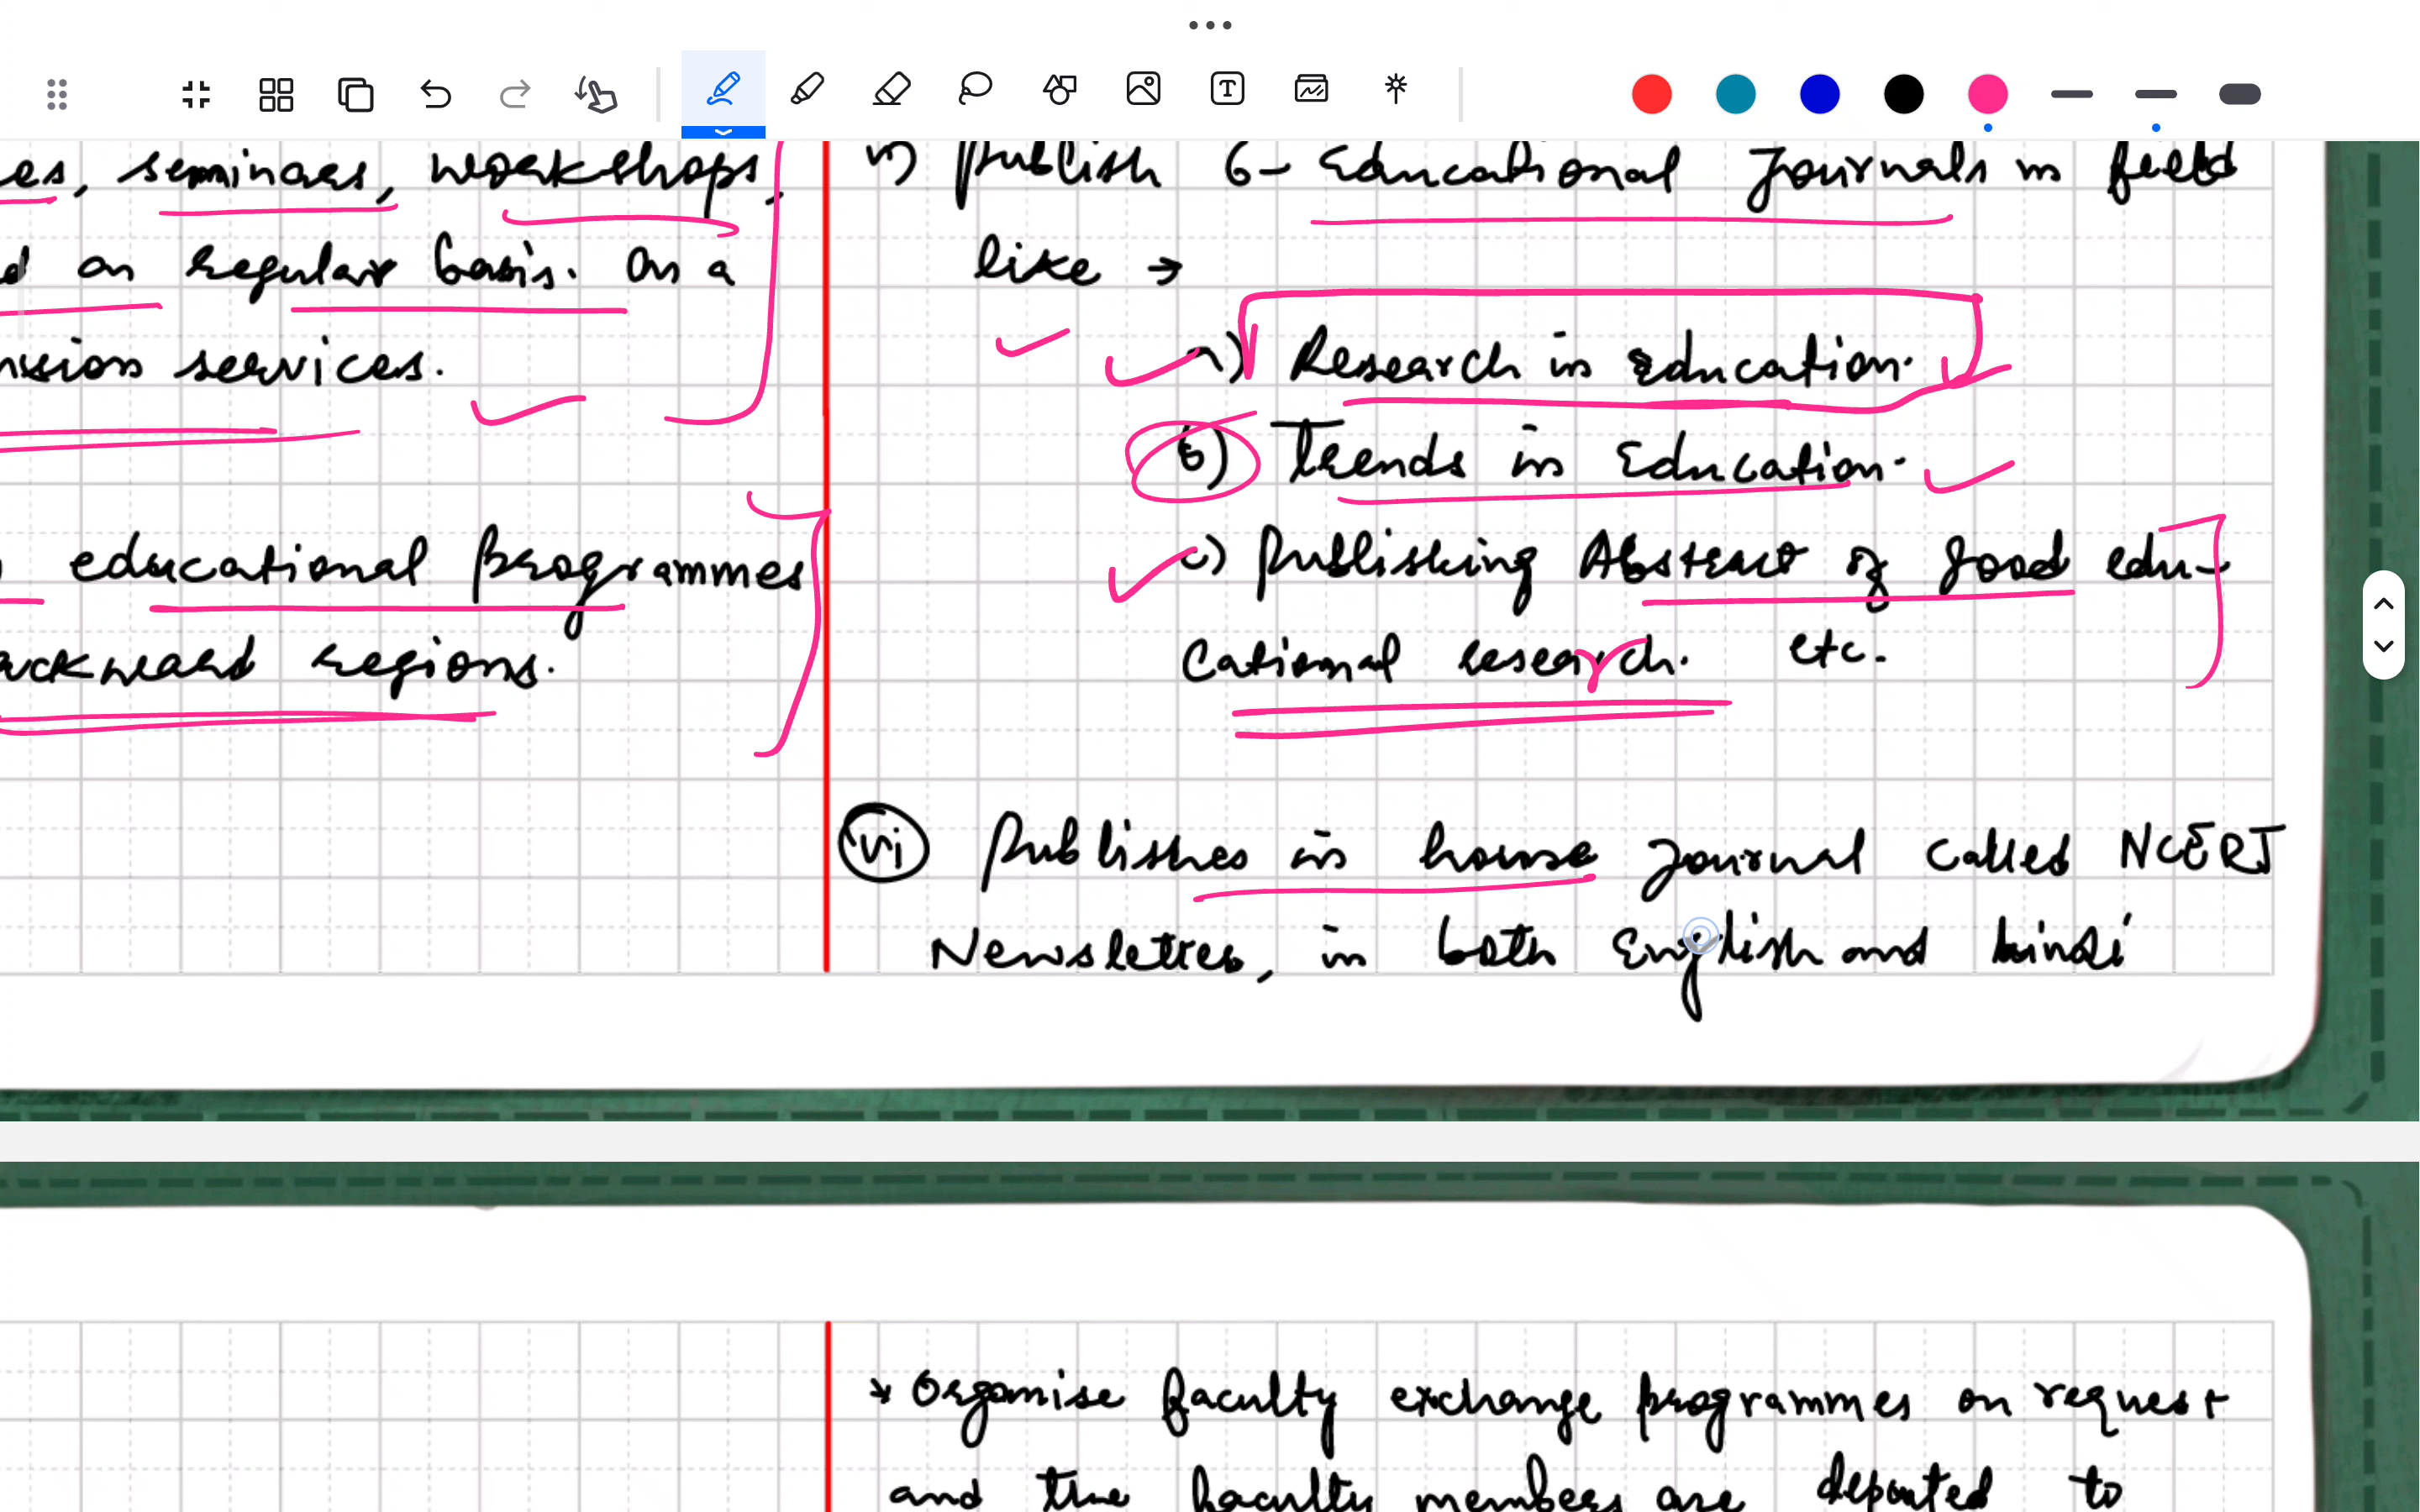 es, seminars, workshops,
d on regular basis. On a
nsion services.
educational programmes
ackward regions.
v) Publish 6- Educational Journals in field
like →
a) Research in Education.
b) Trends in Education.
c) Publishing Abstract of good edu-
cational research. etc.
vi Publishes in house journal called NCERT
Newsletter, in both English and hindi
* Organise faculty exchange programmes on request
and the faculty members are deputed to